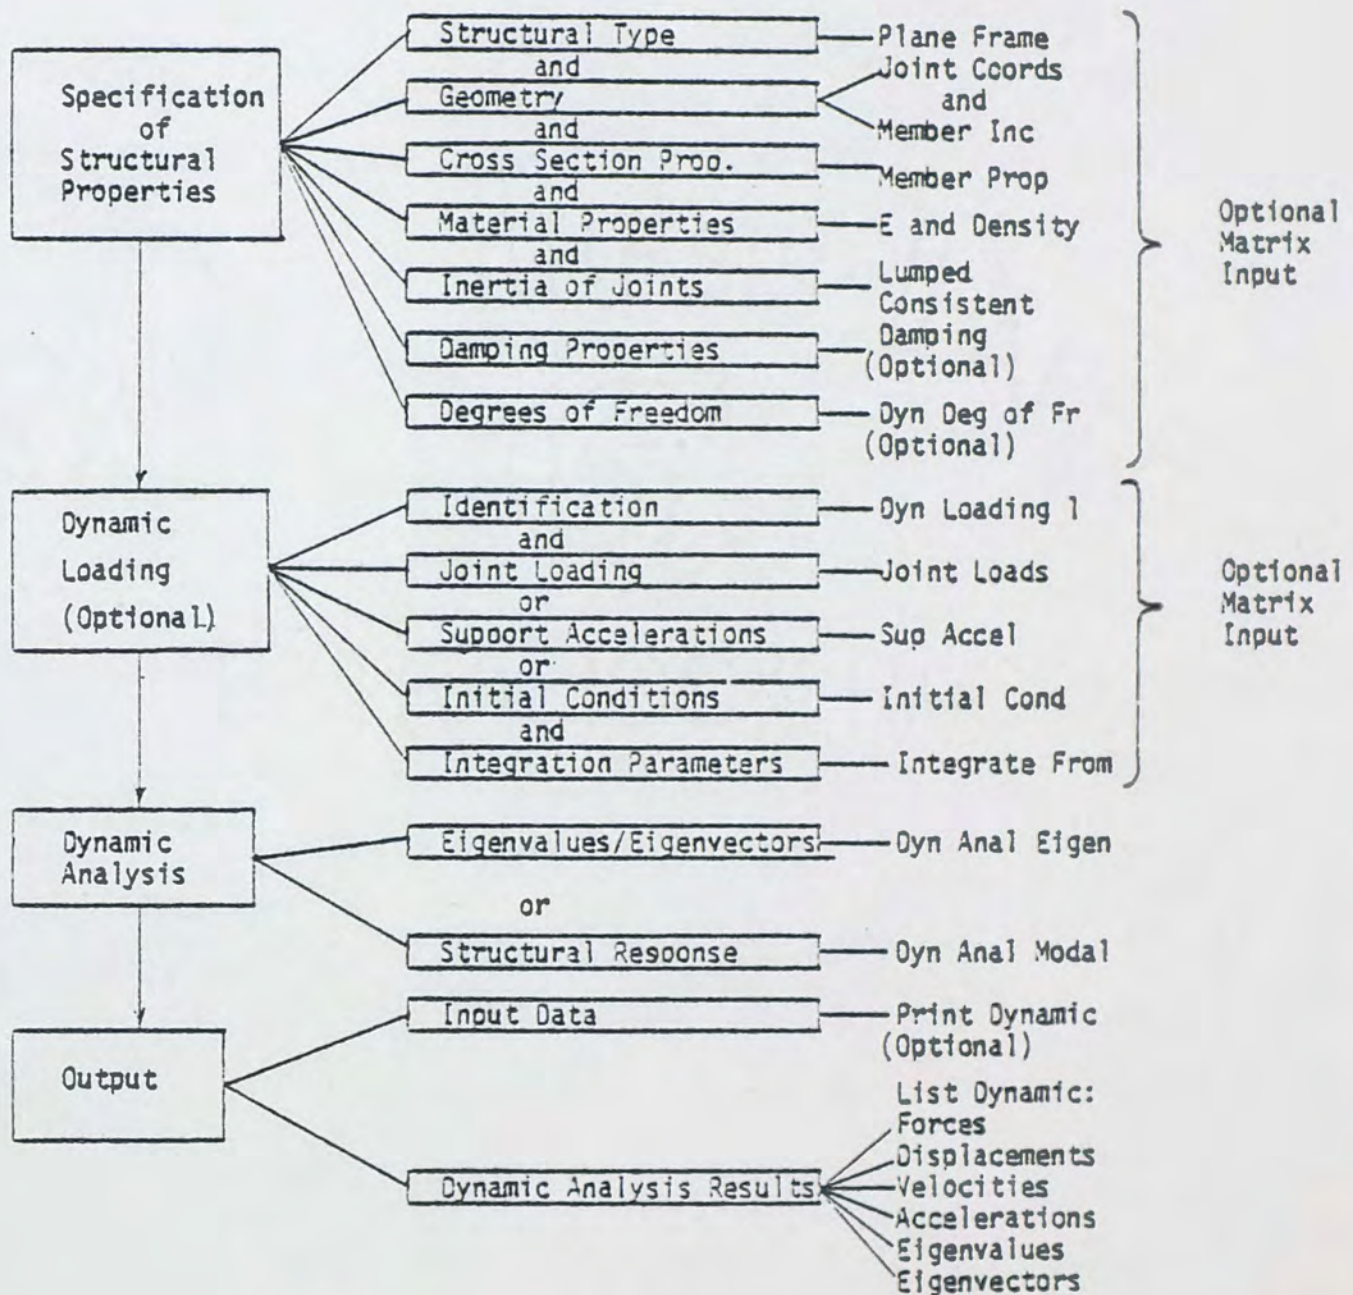 Specification
of
Structural
Properties
Structural Type
and
Geometry
and
Cross Section Prop.
and
Material Properties
and
Inertia of Joints
Damping Properties
Degrees of Freedom
Plane Frame
Joint Coords
and
Member Inc
Member Prop
E and Density
Lumped
Consistent
Damping
(Optional)
Dyn Deg of Fr
(Optional)
Optional
Matrix
Input
Dynamic
Loading
(Optional)
Identification
and
Joint Loading
or
Support Accelerations
or
Initial Conditions
and
Integration Parameters
Dyn Loading 1
Joint Loads
Sup Accel
Initial Cond
Integrate From
Optional
Matrix
Input
Dynamic
Analysis
Eigenvalues/Eigenvectors
or
Structural Response
Dyn Anal Eigen
Dyn Anal Modal
Output
Input Data
Dynamic Analysis Results
Print Dynamic
(Optional)
List Dynamic:
Forces
Displacements
Velocities
Accelerations
Eigenvalues
Eigenvectors